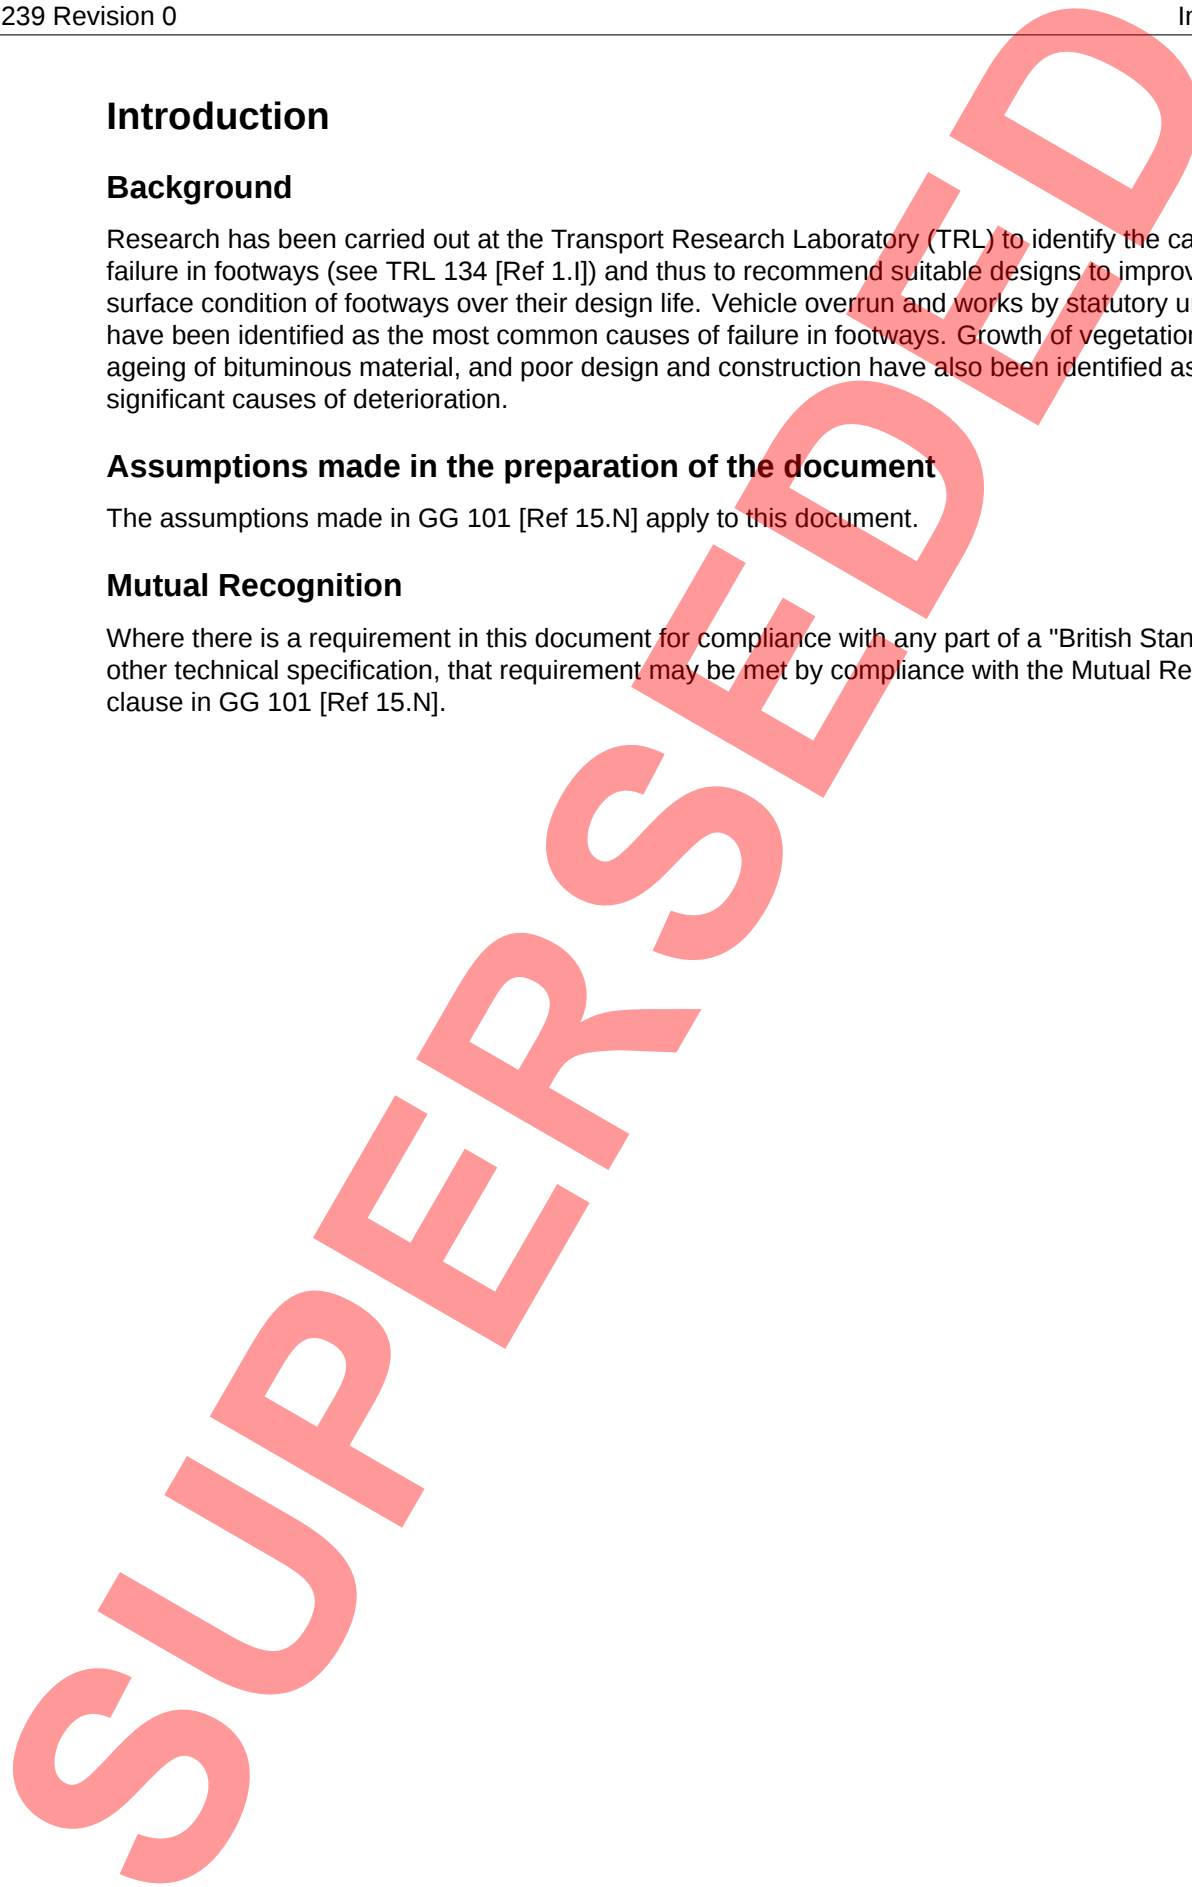 239 Revision 0
Introduction
Background
Research has been carried out at the Transport Research Laboratory (TRL) to identify the
failure in footways (see TRL 134 [Ref 1.I]) and thus to recommend suitable designs to
surface condition of footways over their design life. Vehicle overrun and works by statutory
have been identified as the most common causes of failure in footways. Growth of vegetation
ageing of bituminous material, and poor design and construction have also been identified as
significant causes of deterioration.
Assumptions made in the preparation of the document
The assumptions made in GG 101 [Ref 15.N] apply to this document.
Mutual Recognition
Where there is a requirement in this document for compliance with any part of a "British
other technical specification, that requirement may be met by compliance with the Mutual
clause in GG 101 [Ref 15.N].
SUPERSEDED